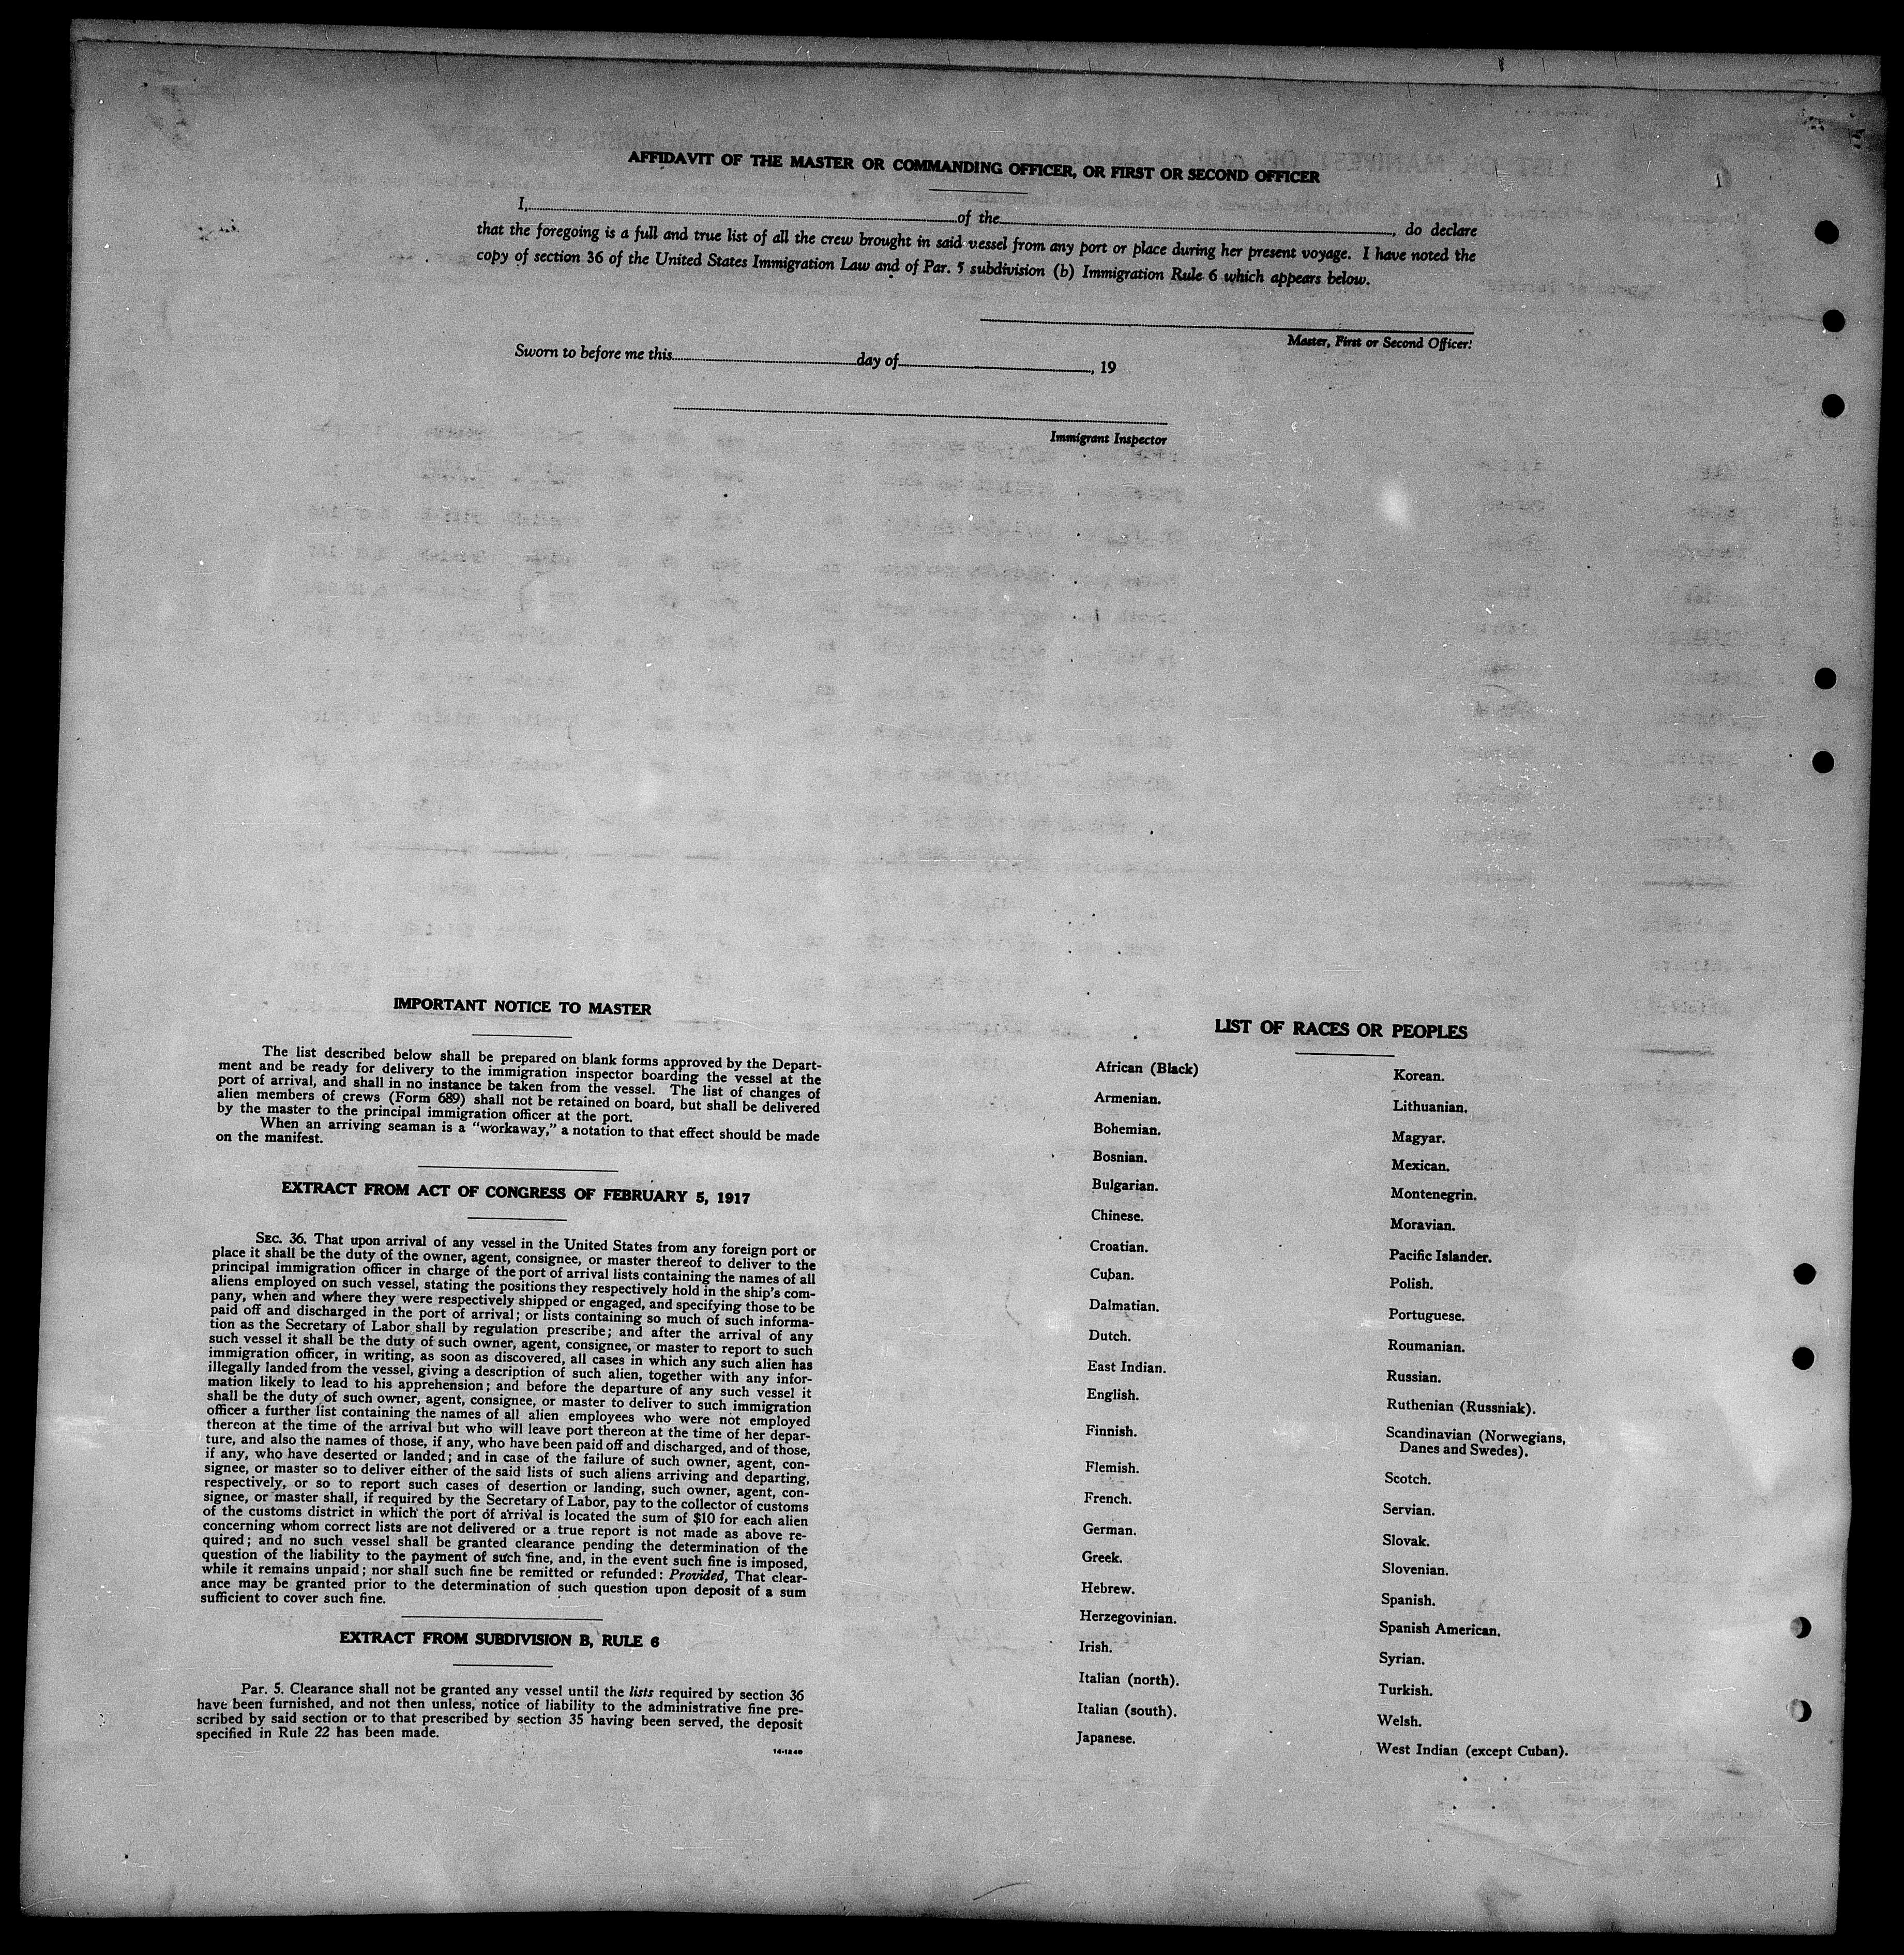 AFFIDAVIT OF THE MASTER OR COMMANDING OFFICER, OR FIRST OR SECOND OFFICER
I, of the , do declare
that the foregoing is a full and true list of all the crew brought in said vessel from any port or place during her present voyage. I have noted the
copy of section 36 of the United States Immigration Law and of Par. 5 subdivision (b) Immigration Rule 6 which appears below.
Master, First or Second Officer.
Sworn to before me this day of , 19
Immigrant Inspector
IMPORTANT NOTICE TO MASTER
The list described below shall be prepared on blank forms approved by the Depart-
ment and be ready for delivery to the immigration inspector boarding the vessel at the
port of arrival, and shall in no instance be taken from the vessel. The list of changes of
alien members of crews (Form 689) shall not be retained on board, but shall be delivered
by the master to the principal immigration officer at the port.
When an arriving seaman is a "workaway," a notation to that effect should be made
on the manifest.
EXTRACT FROM ACT OF CONGRESS OF FEBRUARY 5, 1917
SEC. 36. That upon arrival of any vessel in the United States from any foreign port or
place it shall be the duty of the owner, agent, consignee, or master thereof to deliver to the
principal immigration officer in charge of the port of arrival lists containing the names of all
aliens employed on such vessel, stating the positions they respectively hold in the ship's com-
pany, when and where they were respectively shipped or engaged, and specifying those to be
paid off and discharged in the port of arrival; or lists containing so much of such informa-
tion as the Secretary of Labor shall by regulation prescribe; and after the arrival of any
such vessel it shall be the duty of such owner, agent, consignee, or master to report to such
immigration officer, in writing, as soon as discovered, all cases in which any such alien has
illegally landed from the vessel, giving a description of such alien, together with any infor-
mation likely to lead to his apprehension; and before the departure of any such vessel it
shall be the duty of such owner, agent, consignee, or master to deliver to such immigration
officer a further list containing the names of all alien employees who were not employed
thereon at the time of the arrival but who will leave port thereon at the time of her depar-
ture, and also the names of those, if any, who have been paid off and discharged, and of those,
if any, who have deserted or landed; and in case of the failure of such owner, agent, con-
signee, or master so to deliver either of the said lists of such aliens arriving and departing,
respectively, or so to report such cases of desertion or landing, such owner, agent, con-
signee, or master shall, if required by the Secretary of Labor, pay to the collector of customs
of the customs district in which the port of arrival is located the sum of $10 for each alien
concerning whom correct lists are not delivered or a true report is not made as above re-
quired; and no such vessel shall be granted clearance pending the determination of the
question of the liability to the payment of such fine, and, in the event such fine is imposed,
while it remains unpaid; nor shall such fine be remitted or refunded: Provided, That clear-
ance may be granted prior to the determination of such question upon deposit of a sum
sufficient to cover such fine.
EXTRACT FROM SUBDIVISION B, RULE 6
Par. 5. Clearance shall not be granted any vessel until the lists required by section 36
have been furnished, and not then unless, notice of liability to the administrative fine pre-
scribed by said section or to that prescribed by section 35 having been served, the deposit
specified in Rule 22 has been made.
14-1240
LIST OF RACES OR PEOPLES
African (Black)
Armenian.
Bohemian.
Bosnian.
Bulgarian.
Chinese.
Croatian.
Cuban.
Dalmatian.
Dutch.
East Indian.
English.
Finnish.
Flemish.
French.
German.
Greek.
Hebrew.
Herzegovinian.
Irish.
Italian (north).
Italian (south).
Japanese.
Korean.
Lithuanian.
Magyar.
Mexican.
Montenegrin.
Moravian.
Pacific Islander.
Polish.
Portuguese.
Roumanian.
Russian.
Ruthenian (Russniak).
Scandinavian (Norwegians,
Danes and Swedes).
Scotch.
Servian.
Slovak.
Slovenian.
Spanish.
Spanish American.
Syrian.
Turkish.
Welsh.
West Indian (except Cuban).